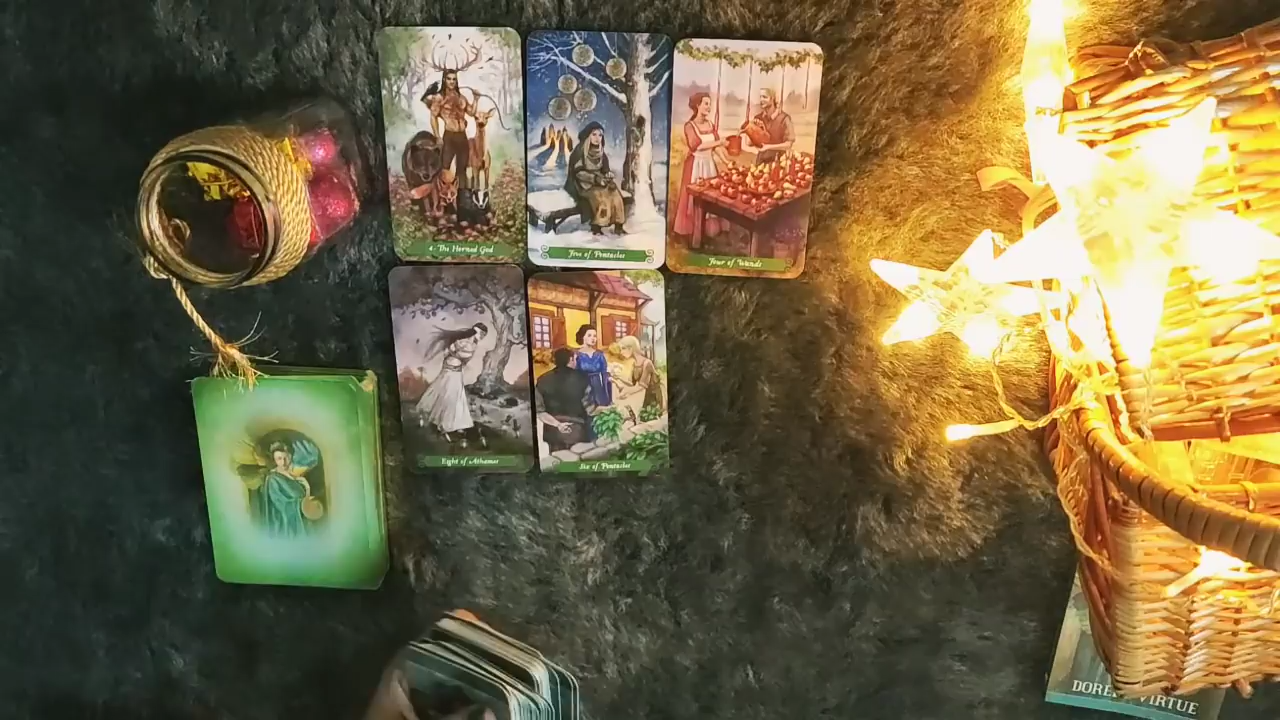 4· The Horned God
Five of Pentacles
Four of Wands
Eight of Athames
Six of Pentacles
DOREEN VIRTUE